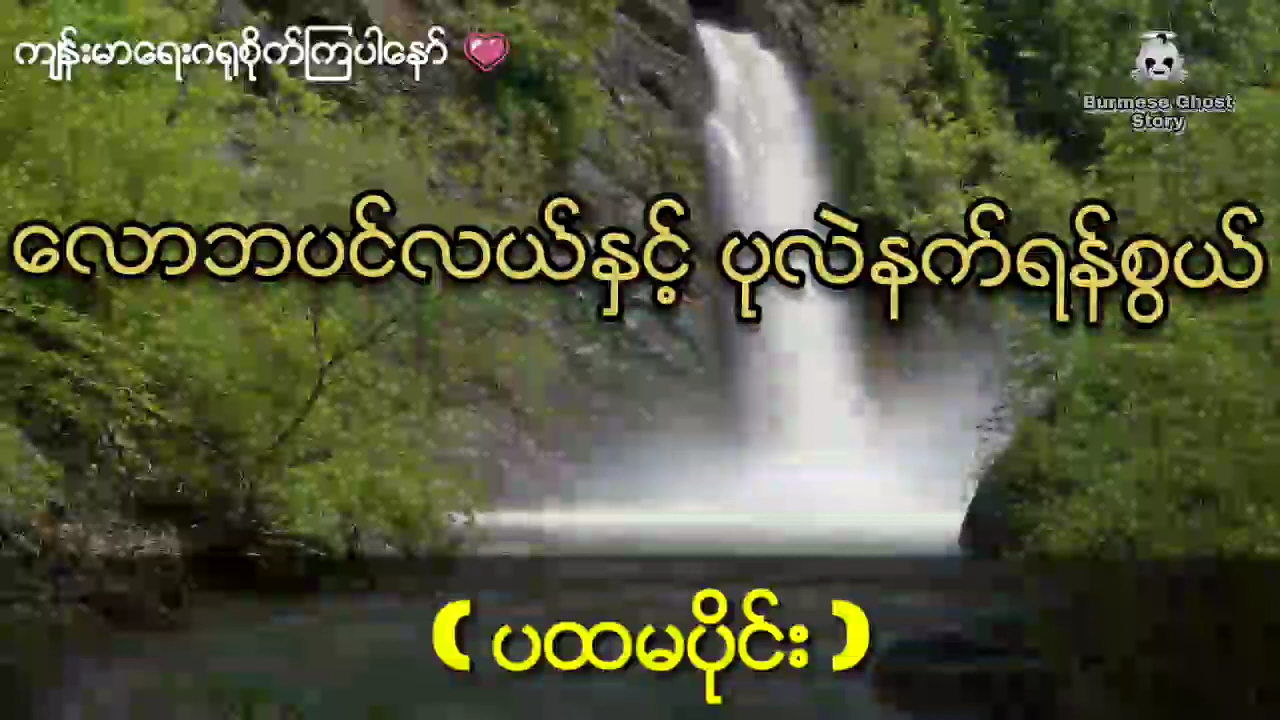 ကျန်းမာရေးဂရုစိုက်ကြပါနော် 💗
Burmese Ghost
Story
လောဘပင်လယ်နှင့် ပုလဲနက်ရန်စွယ်
( ပထမပိုင်း )